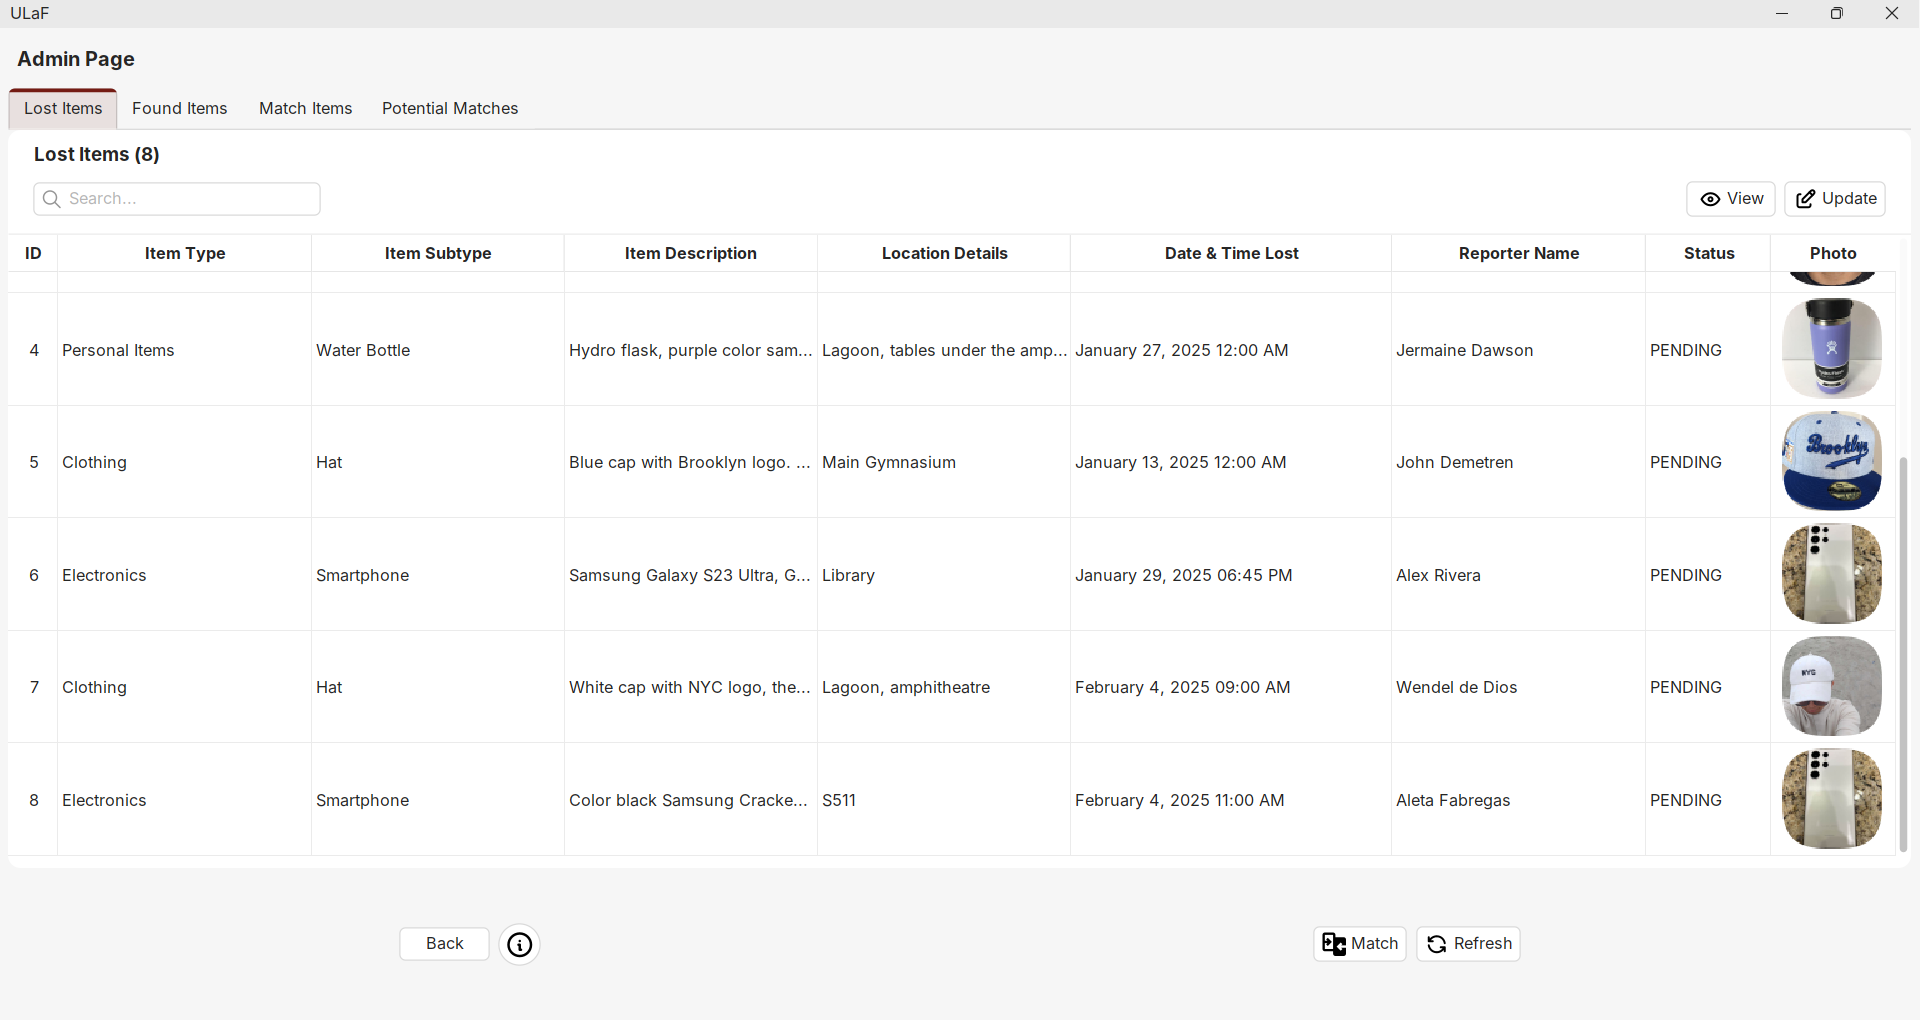 ULaF
Admin Page
Lost Items Found Items Match Items Potential Matches
Lost Items (8)
Search...
View Update
ID Item Type Item Subtype Item Description Location Details Date & Time Lost Reporter Name Status Photo
4 Personal Items Water Bottle Hydro flask, purple color sam... Lagoon, tables under the amp... January 27, 2025 12:00 AM Jermaine Dawson PENDING
5 Clothing Hat Blue cap with Brooklyn logo. ... Main Gymnasium January 13, 2025 12:00 AM John Demetren PENDING
Brooklyn
6 Electronics Smartphone Samsung Galaxy S23 Ultra, G... Library January 29, 2025 06:45 PM Alex Rivera PENDING
7 Clothing Hat White cap with NYC logo, the... Lagoon, amphitheatre February 4, 2025 09:00 AM Wendel de Dios PENDING
NYC
8 Electronics Smartphone Color black Samsung Cracke... S511 February 4, 2025 11:00 AM Aleta Fabregas PENDING
Back Match Refresh